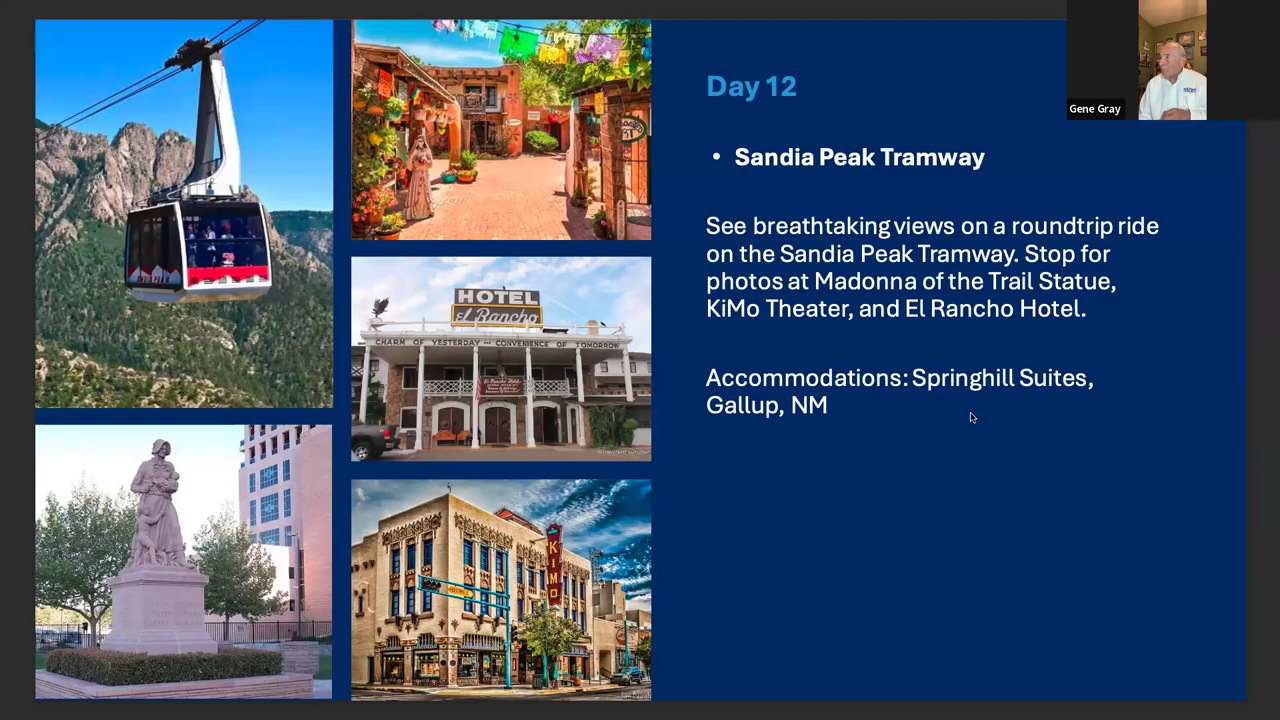 Day 12
• Sandia Peak Tramway
See breathtaking views on a roundtrip ride
on the Sandia Peak Tramway. Stop for
photos at Madonna of the Trail Statue,
KiMo Theater, and El Rancho Hotel.
Accommodations: Springhill Suites,
Gallup, NM
Gene Gray
HOTEL
El Rancho
CHARM OF YESTERDAY CONVENIENCE OF TOMORROW
KIMO